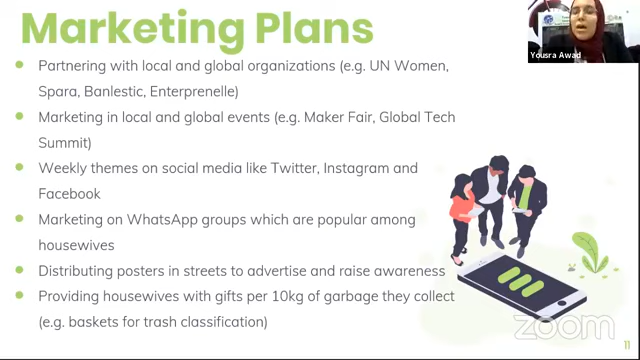 Marketing Plans
Partnering with local and global organizations (e.g. UN Women,
Spara, Banlestic, Enterprenelle)
Marketing in local and global events (e.g. Maker Fair, Global Tech
Summit)
Weekly themes on social media like Twitter, Instagram and
Facebook
Marketing on WhatsApp groups which are popular among
housewives
Distributing posters in streets to advertise and raise awareness
Providing housewives with gifts per 10kg of garbage they collect
(e.g. baskets for trash classification)
Yousra Awad
zoom
11